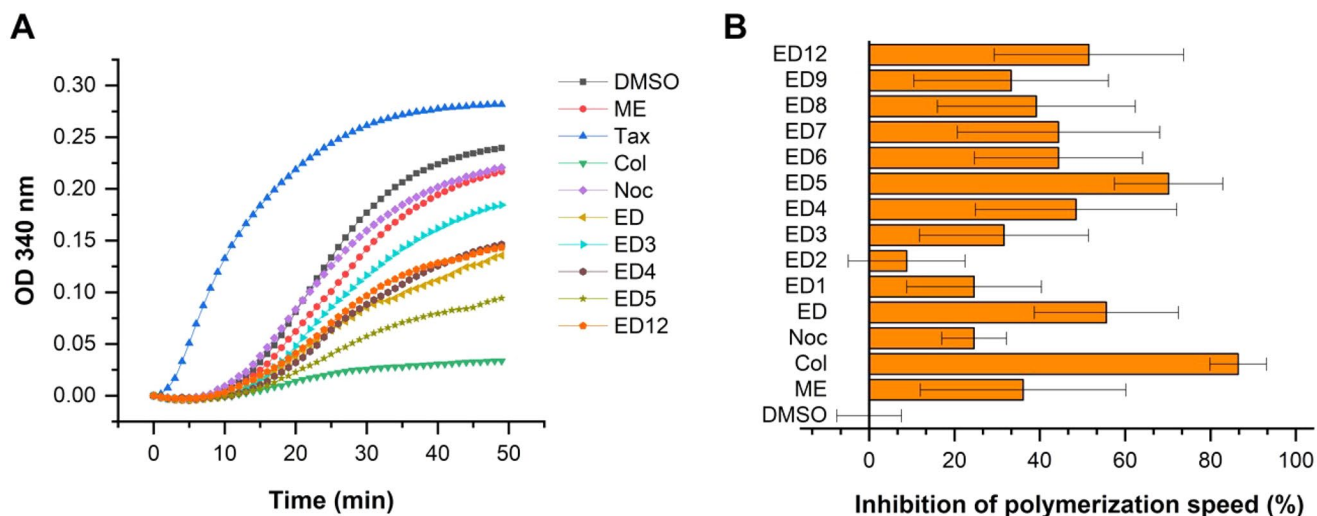 A
OD 340 nm
0.30
0.25
0.20
0.15
0.10
0.05
0.00
0 10 20 30 40 50
Time (min)
DMSO
ME
Tax
Col
Noc
ED
ED3
ED4
ED5
ED12
B
ED12
ED9
ED8
ED7
ED6
ED5
ED4
ED3
ED2
ED1
ED
Noc
Col
ME
DMSO
0 20 40 60 80 100
Inhibition of polymerization speed (%)